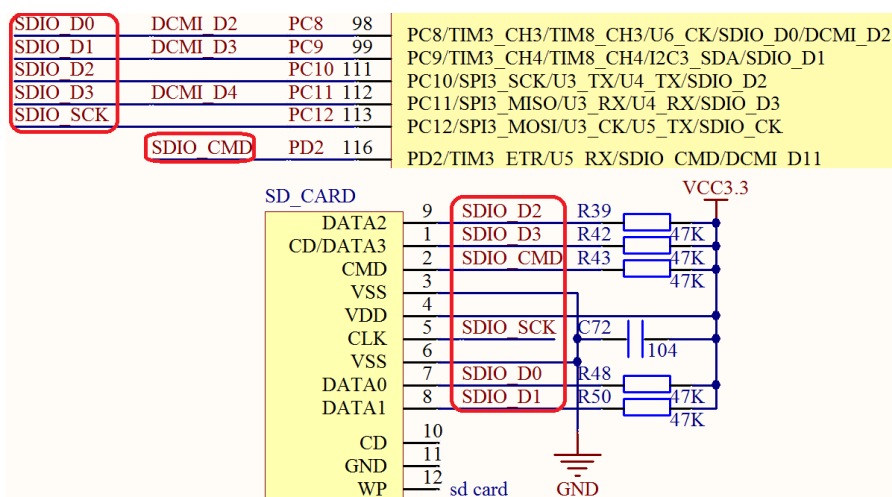 SDIO_D0 DCMI_D2 PC8 98 PC8/TIM3_CH3/TIM8_CH3/U6_CK/SDIO_D0/DCMI_D2
SDIO_D1 DCMI_D3 PC9 99 PC9/TIM3_CH4/TIM8_CH4/I2C3_SDA/SDIO_D1
SDIO_D2 PC10 111 PC10/SPI3_SCK/U3_TX/U4_TX/SDIO_D2
SDIO_D3 DCMI_D4 PC11 112 PC11/SPI3_MISO/U3_RX/U4_RX/SDIO_D3
SDIO_SCK PC12 113 PC12/SPI3_MOSI/U3_CK/U5_TX/SDIO_CK
SDIO_CMD PD2 116 PD2/TIM3_ETR/U5_RX/SDIO_CMD/DCMI_D11
SD_CARD VCC3.3
DATA2 9 SDIO_D2 R39 47K
CD/DATA3 1 SDIO_D3 R42 47K
CMD 2 SDIO_CMD R43 47K
VSS 3
VDD 4
CLK 5 SDIO_SCK C72 104
VSS 6
DATA0 7 SDIO_D0 R48 47K
DATA1 8 SDIO_D1 R50 47K
CD 10
GND 11
WP 12 sd card GND